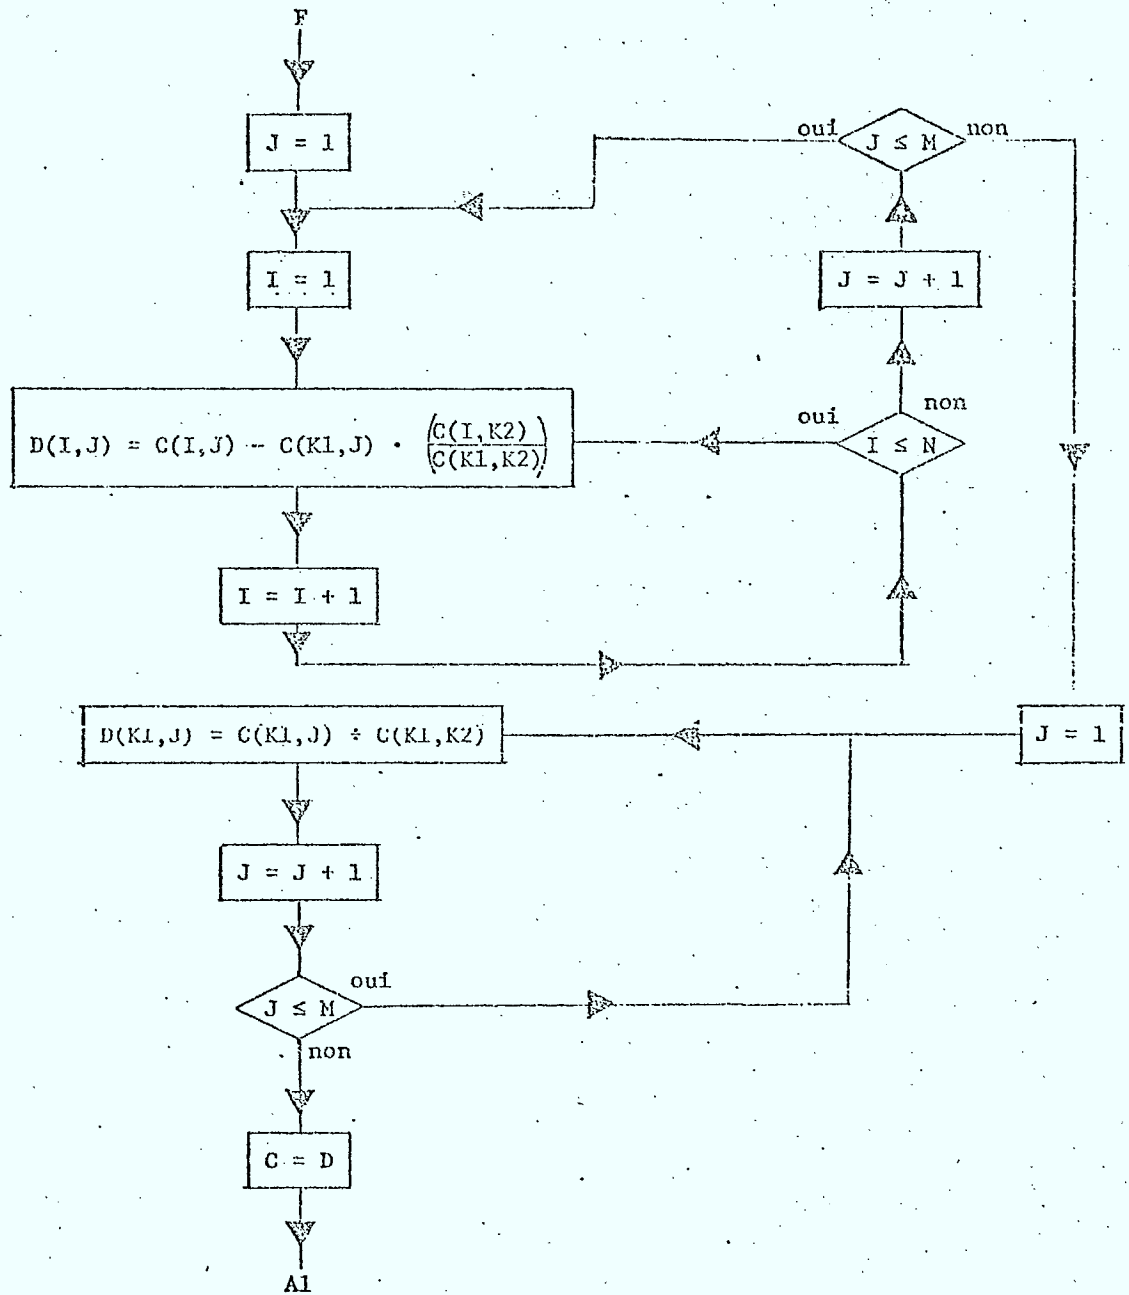 F
J = 1
oui
J ≤ M
non
I = 1
J = J + 1
D(I,J) = C(I,J) - C(K1,J) · (C(I,K2) / C(K1,K2))
oui
non
I ≤ N
I = I + 1
D(K1,J) = C(K1,J) ÷ C(K1,K2)
J = 1
J = J + 1
oui
J ≤ M
non
C = D
A1